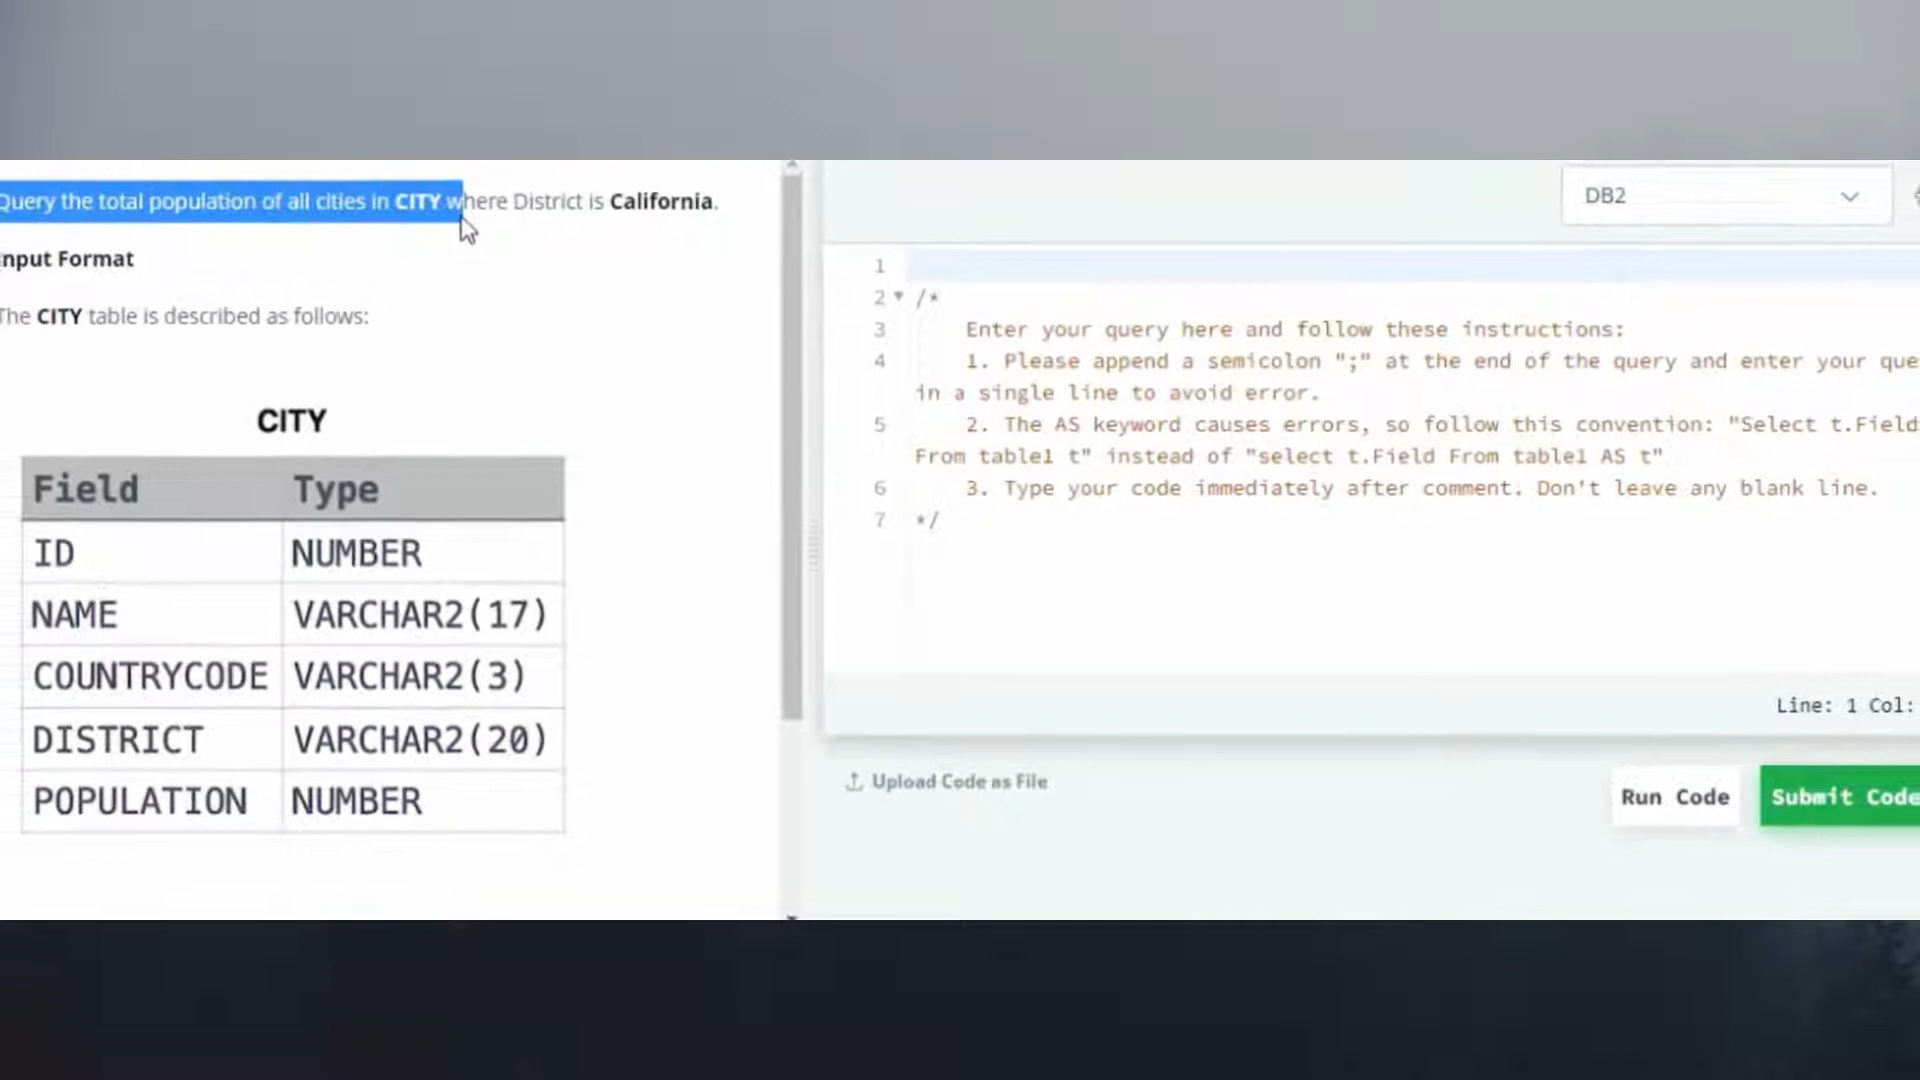 Query the total population of all cities in CITY where District is California.
nput Format
The CITY table is described as follows:
CITY
Field Type
ID NUMBER
NAME VARCHAR2(17)
COUNTRYCODE VARCHAR2(3)
DISTRICT VARCHAR2(20)
POPULATION NUMBER
DB2
1
2 /*
3 Enter your query here and follow these instructions:
4 1. Please append a semicolon ";" at the end of the query and enter your que
in a single line to avoid error.
5 2. The AS keyword causes errors, so follow this convention: "Select t.Field
From table1 t" instead of "select t.Field From table1 AS t"
6 3. Type your code immediately after comment. Don't leave any blank line.
7 */
Line: 1 Col:
Upload Code as File
Run Code
Submit Code